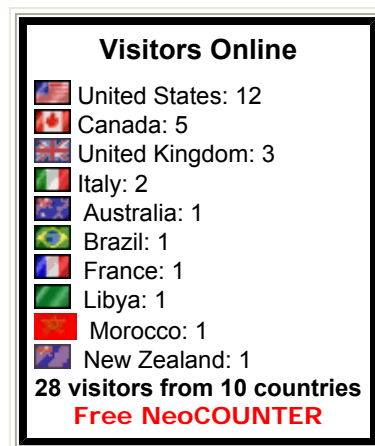 Visitors Online
United States: 12
Canada: 5
United Kingdom: 3
Italy: 2
Australia: 1
Brazil: 1
France: 1
Libya: 1
Morocco: 1
New Zealand: 1
28 visitors from 10 countries
Free NeoCOUNTER